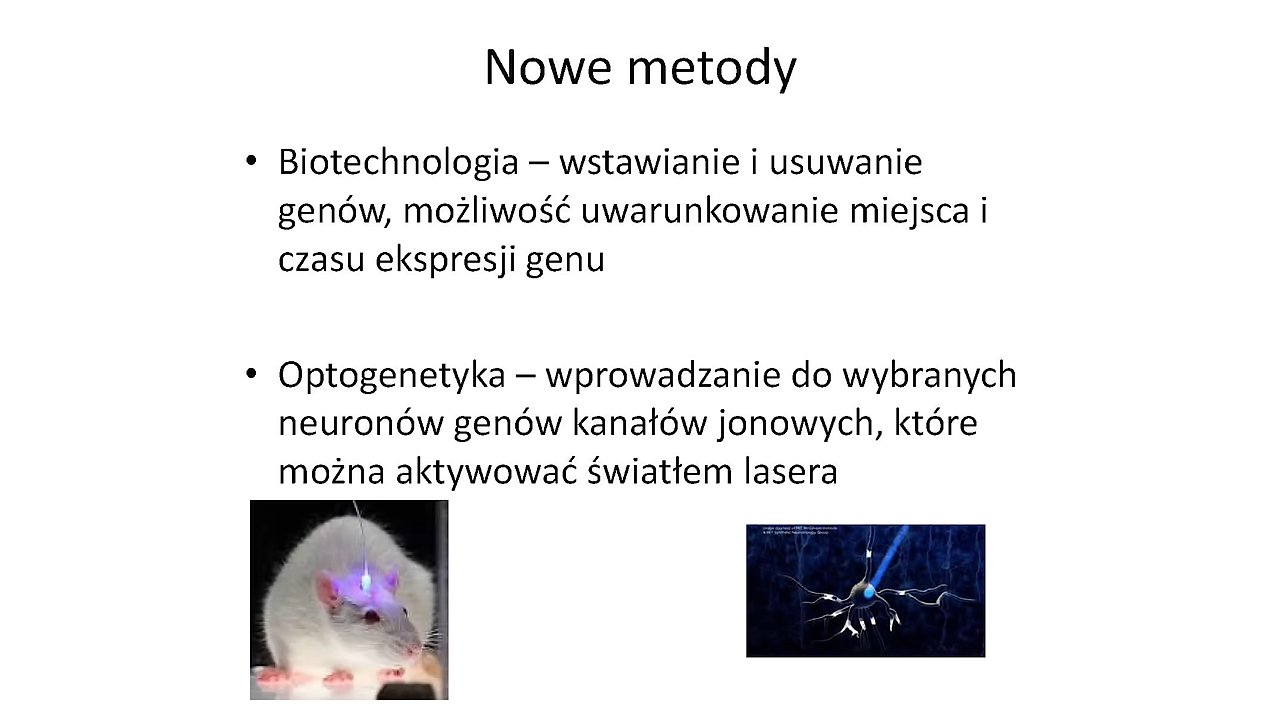 Nowe metody
• Biotechnologia – wstawianie i usuwanie
genów, możliwość uwarunkowanie miejsca i
czasu ekspresji genu
• Optogenetyka – wprowadzanie do wybranych
neuronów genów kanałów jonowych, które
można aktywować światłem lasera